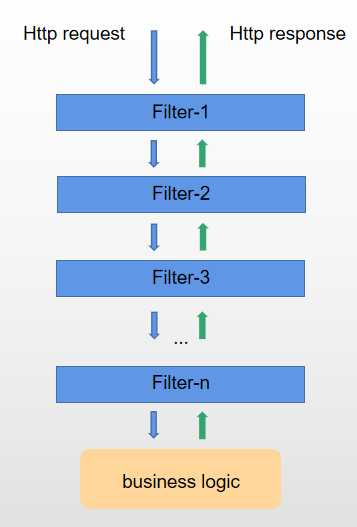 Http request
Http response
Filter-1
Filter-2
Filter-3
...
Filter-n
business logic